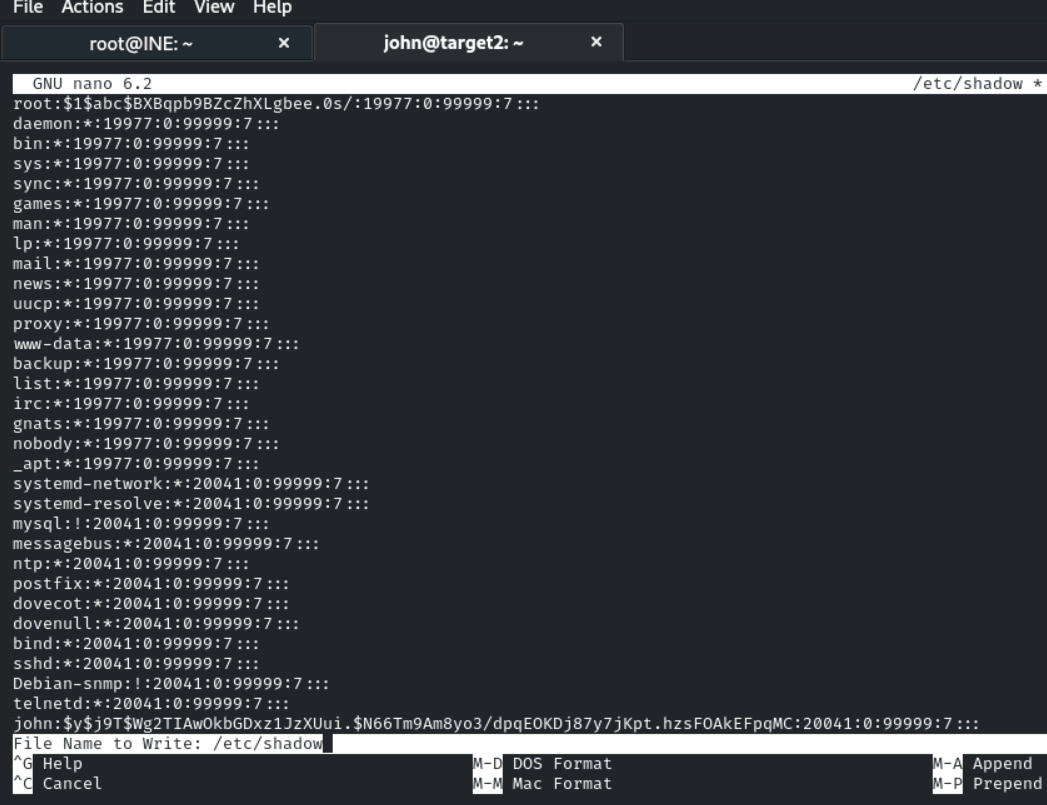 File Actions Edit View Help
root@INE: ~ × john@target2: ~ ×
GNU nano 6.2 /etc/shadow *
root:$1$abc$BXBqpb9BZcZhXLgbee.0s/:19977:0:99999:7:::
daemon:*:19977:0:99999:7:::
bin:*:19977:0:99999:7:::
sys:*:19977:0:99999:7:::
sync:*:19977:0:99999:7:::
games:*:19977:0:99999:7:::
man:*:19977:0:99999:7:::
lp:*:19977:0:99999:7:::
mail:*:19977:0:99999:7:::
news:*:19977:0:99999:7:::
uucp:*:19977:0:99999:7:::
proxy:*:19977:0:99999:7:::
www-data:*:19977:0:99999:7:::
backup:*:19977:0:99999:7:::
list:*:19977:0:99999:7:::
irc:*:19977:0:99999:7:::
gnats:*:19977:0:99999:7:::
nobody:*:19977:0:99999:7:::
_apt:*:19977:0:99999:7:::
systemd-network:*:20041:0:99999:7:::
systemd-resolve:*:20041:0:99999:7:::
mysql:!:20041:0:99999:7:::
messagebus:*:20041:0:99999:7:::
ntp:*:20041:0:99999:7:::
postfix:*:20041:0:99999:7:::
dovecot:*:20041:0:99999:7:::
dovenull:*:20041:0:99999:7:::
bind:*:20041:0:99999:7:::
sshd:*:20041:0:99999:7:::
Debian-snmp:!:20041:0:99999:7:::
telnetd:*:20041:0:99999:7:::
john:$y$j9T$Wg2TIAwOkbGDxz1JzXUui.$N66Tm9Am8yo3/dpqEOKDj87y7jKpt.hzsFOAkEFpqMC:20041:0:99999:7:::
File Name to Write: /etc/shadow
^G Help M-D DOS Format M-A Append
^C Cancel M-M Mac Format M-P Prepend